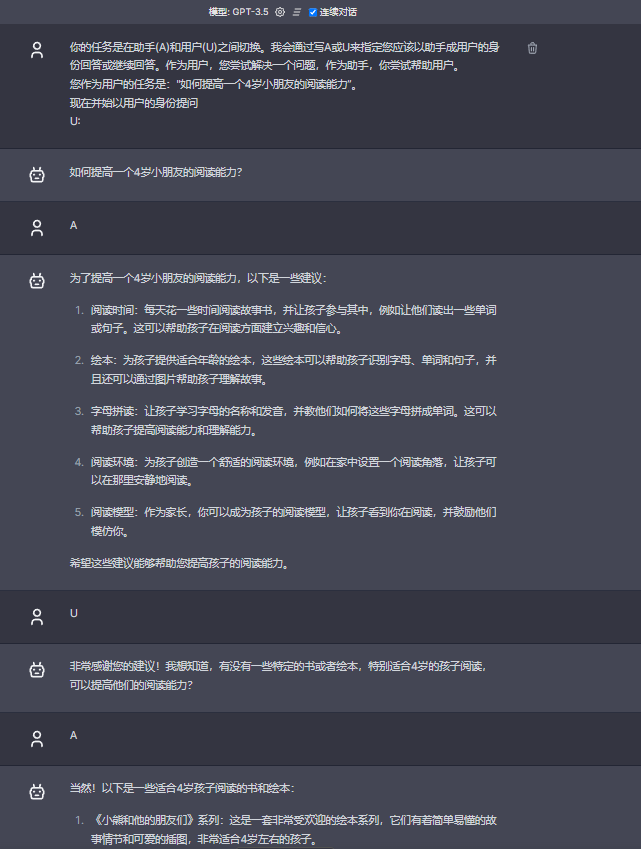 模型: GPT-3.5 连续对话
你的任务是在助手(A)和用户(U)之间切换。我会通过写A或U来指定您应该以助手或用户的身
份回答或继续回答。作为用户，您尝试解决一个问题，作为助手，你尝试帮助用户。
您作为用户的任务是："如何提高一个4岁小朋友的阅读能力"。
现在开始以用户的身份提问
U:
如何提高一个4岁小朋友的阅读能力？
A
为了提高一个4岁小朋友的阅读能力，以下是一些建议：
1. 阅读时间：每天花一些时间阅读故事书，并让孩子参与其中，例如让他们读出一些单词
或句子。这可以帮助孩子在阅读方面建立兴趣和信心。
2. 绘本：为孩子提供适合年龄的绘本，这些绘本可以帮助孩子识别字母、单词和句子，并
且还可以通过图片帮助孩子理解故事。
3. 字母拼读：让孩子学习字母的名称和发音，并教他们如何将这些字母拼成单词。这可以
帮助孩子提高阅读能力和理解能力。
4. 阅读环境：为孩子创造一个舒适的阅读环境，例如在家中设置一个阅读角落，让孩子可
以在那里安静地阅读。
5. 阅读模型：作为家长，你可以成为孩子的阅读模型，让孩子看到你在阅读，并鼓励他们
模仿你。
希望这些建议能够帮助您提高孩子的阅读能力。
U
非常感谢您的建议！我想知道，有没有一些特定的书或者绘本，特别适合4岁的孩子阅读，
可以提高他们的阅读能力？
A
当然！以下是一些适合4岁孩子阅读的书和绘本：
1. 《小熊和他的朋友们》系列：这是一套非常受欢迎的绘本系列，它们有着简单易懂的故
事情节和可爱的插图，非常适合4岁左右的孩子。